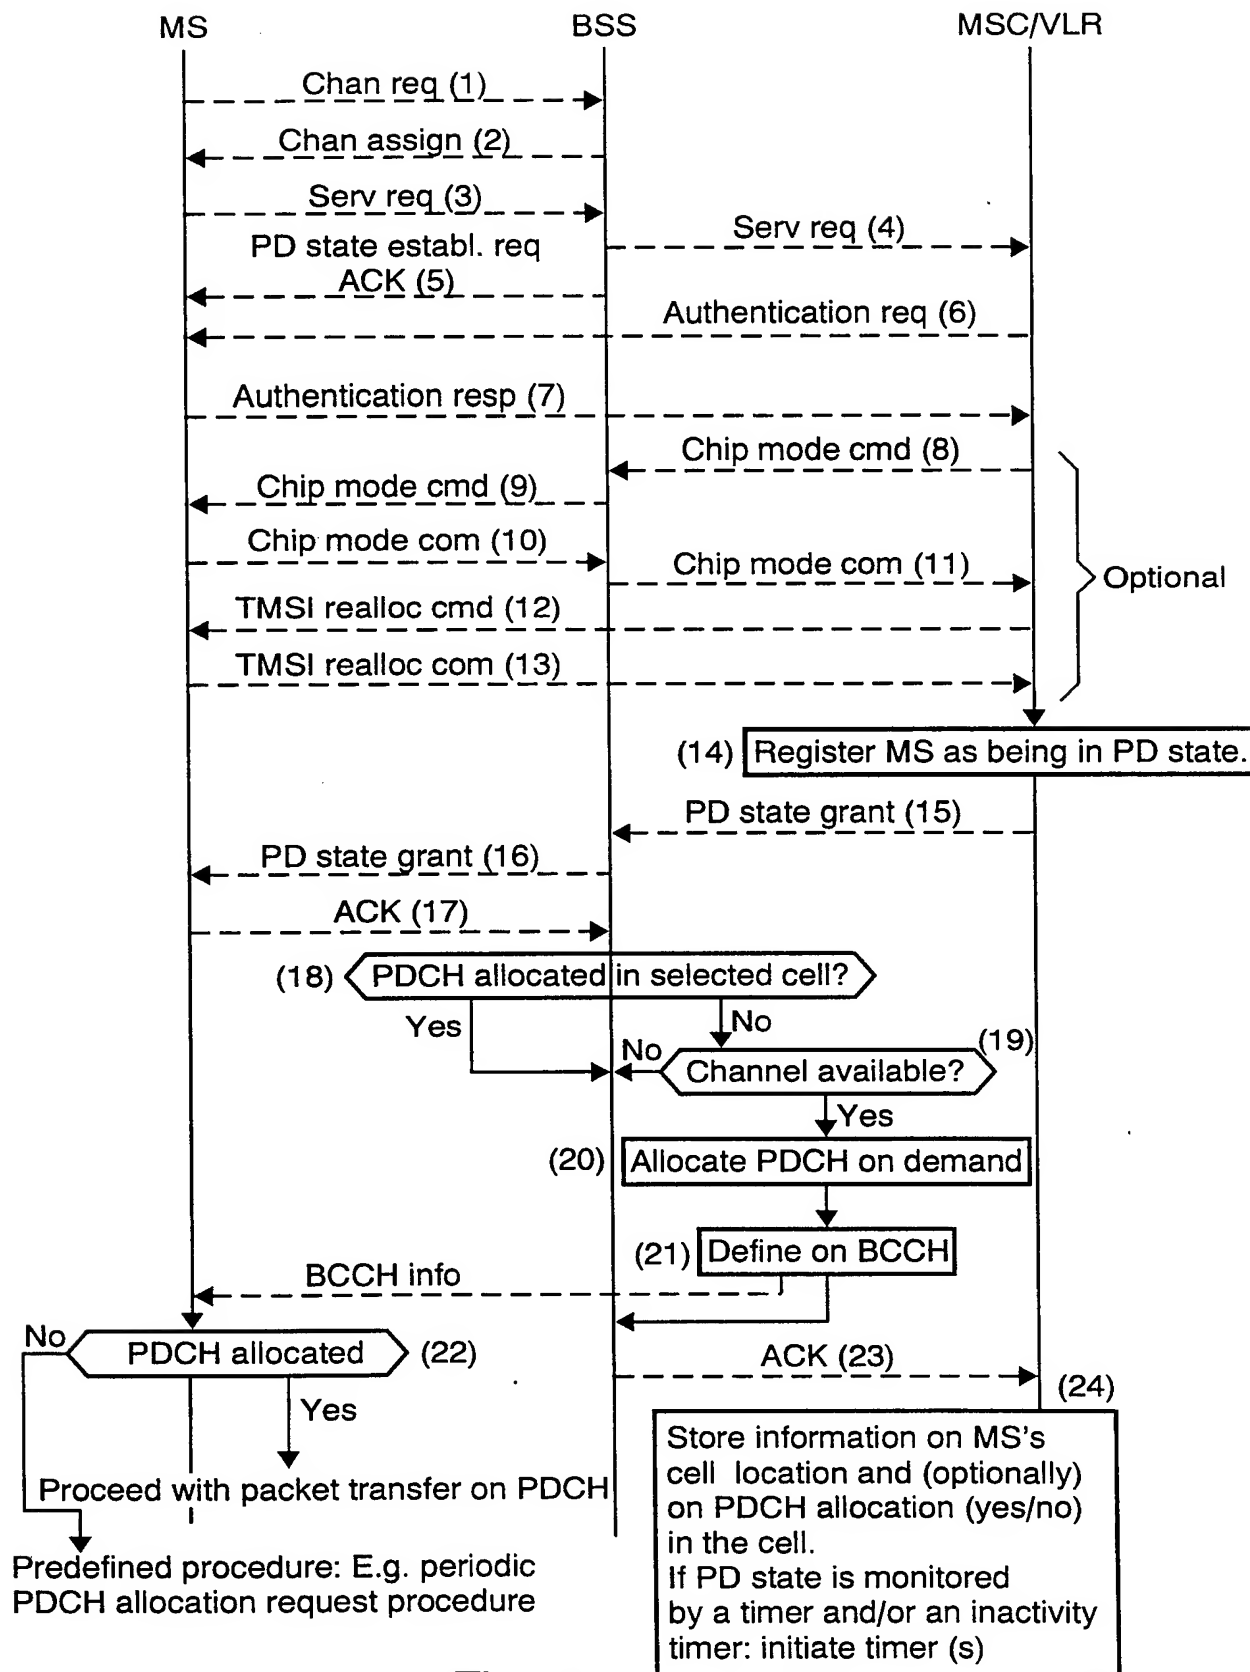 MS BSS MSC/VLR
Chan req (1)
Chan assign (2)
Serv req (3)
Serv req (4)
PD state establ. req
ACK (5)
Authentication req (6)
Authentication resp (7)
Chip mode cmd (8)
Chip mode cmd (9)
Chip mode com (10)
Chip mode com (11)
Optional
TMSI realloc cmd (12)
TMSI realloc com (13)
(14) Register MS as being in PD state.
PD state grant (15)
PD state grant (16)
ACK (17)
(18) PDCH allocated in selected cell?
Yes No
No (19)
Channel available?
Yes
(20) Allocate PDCH on demand
(21) Define on BCCH
BCCH info
No PDCH allocated (22)
ACK (23)
(24)
Yes
Store information on MS's
cell location and (optionally)
on PDCH allocation (yes/no)
in the cell.
If PD state is monitored
by a timer and/or an inactivity
timer: initiate timer (s)
Proceed with packet transfer on PDCH
Predefined procedure: E.g. periodic
PDCH allocation request procedure